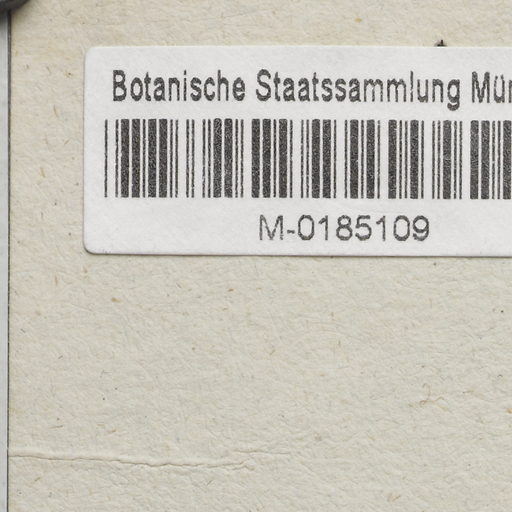 Botanische Staatssammlung Mün
M-0185109